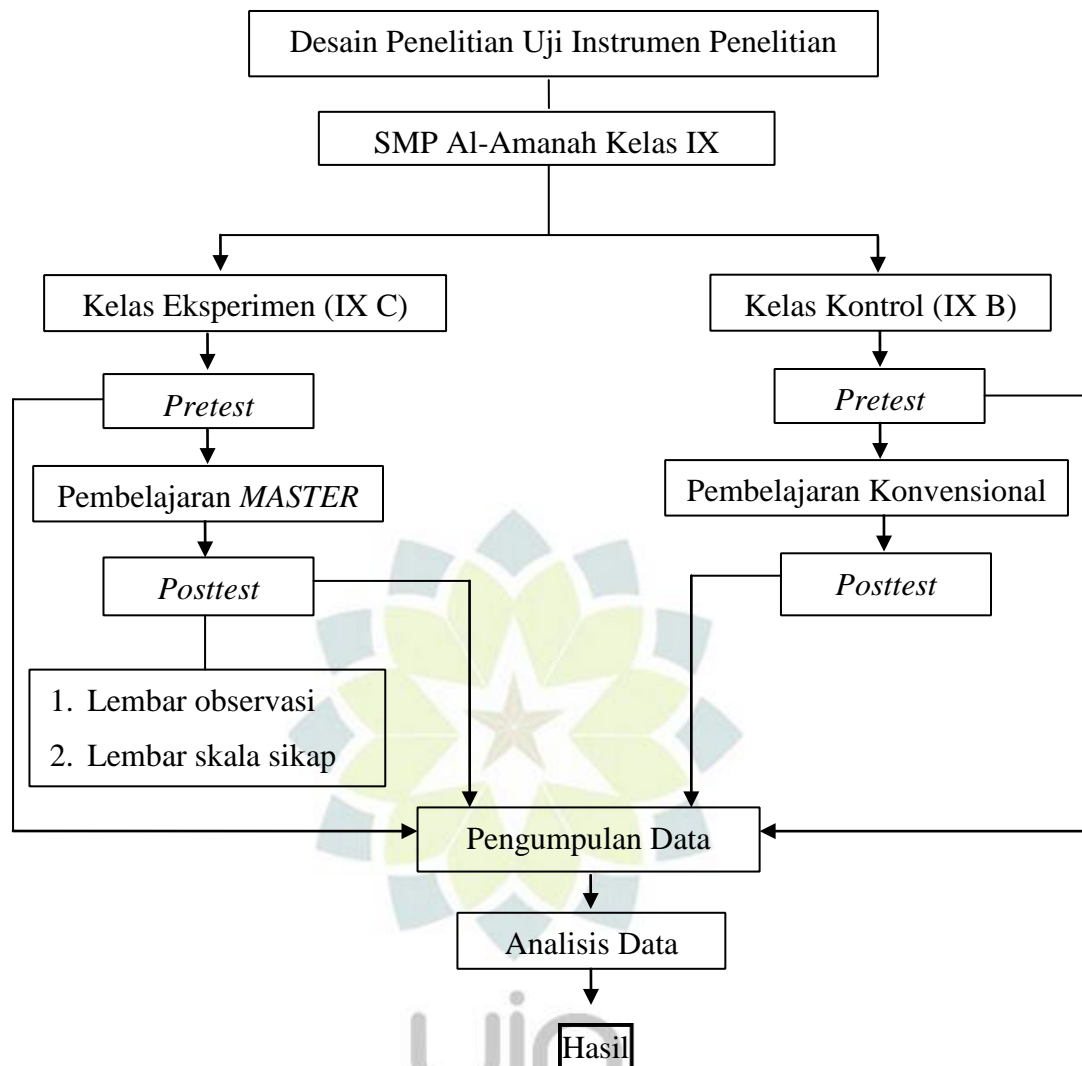 Desain Penelitian Uji Instrumen Penelitian
SMP Al-Amanah Kelas IX
Kelas Eksperimen (IX C)
Kelas Kontrol (IX B)
Pretest
Pretest
Pembelajaran MASTER
Pembelajaran Konvensional
Posttest
Posttest
1. Lembar observasi
2. Lembar skala sikap
Pengumpulan Data
Analisis Data
uin
Hasil